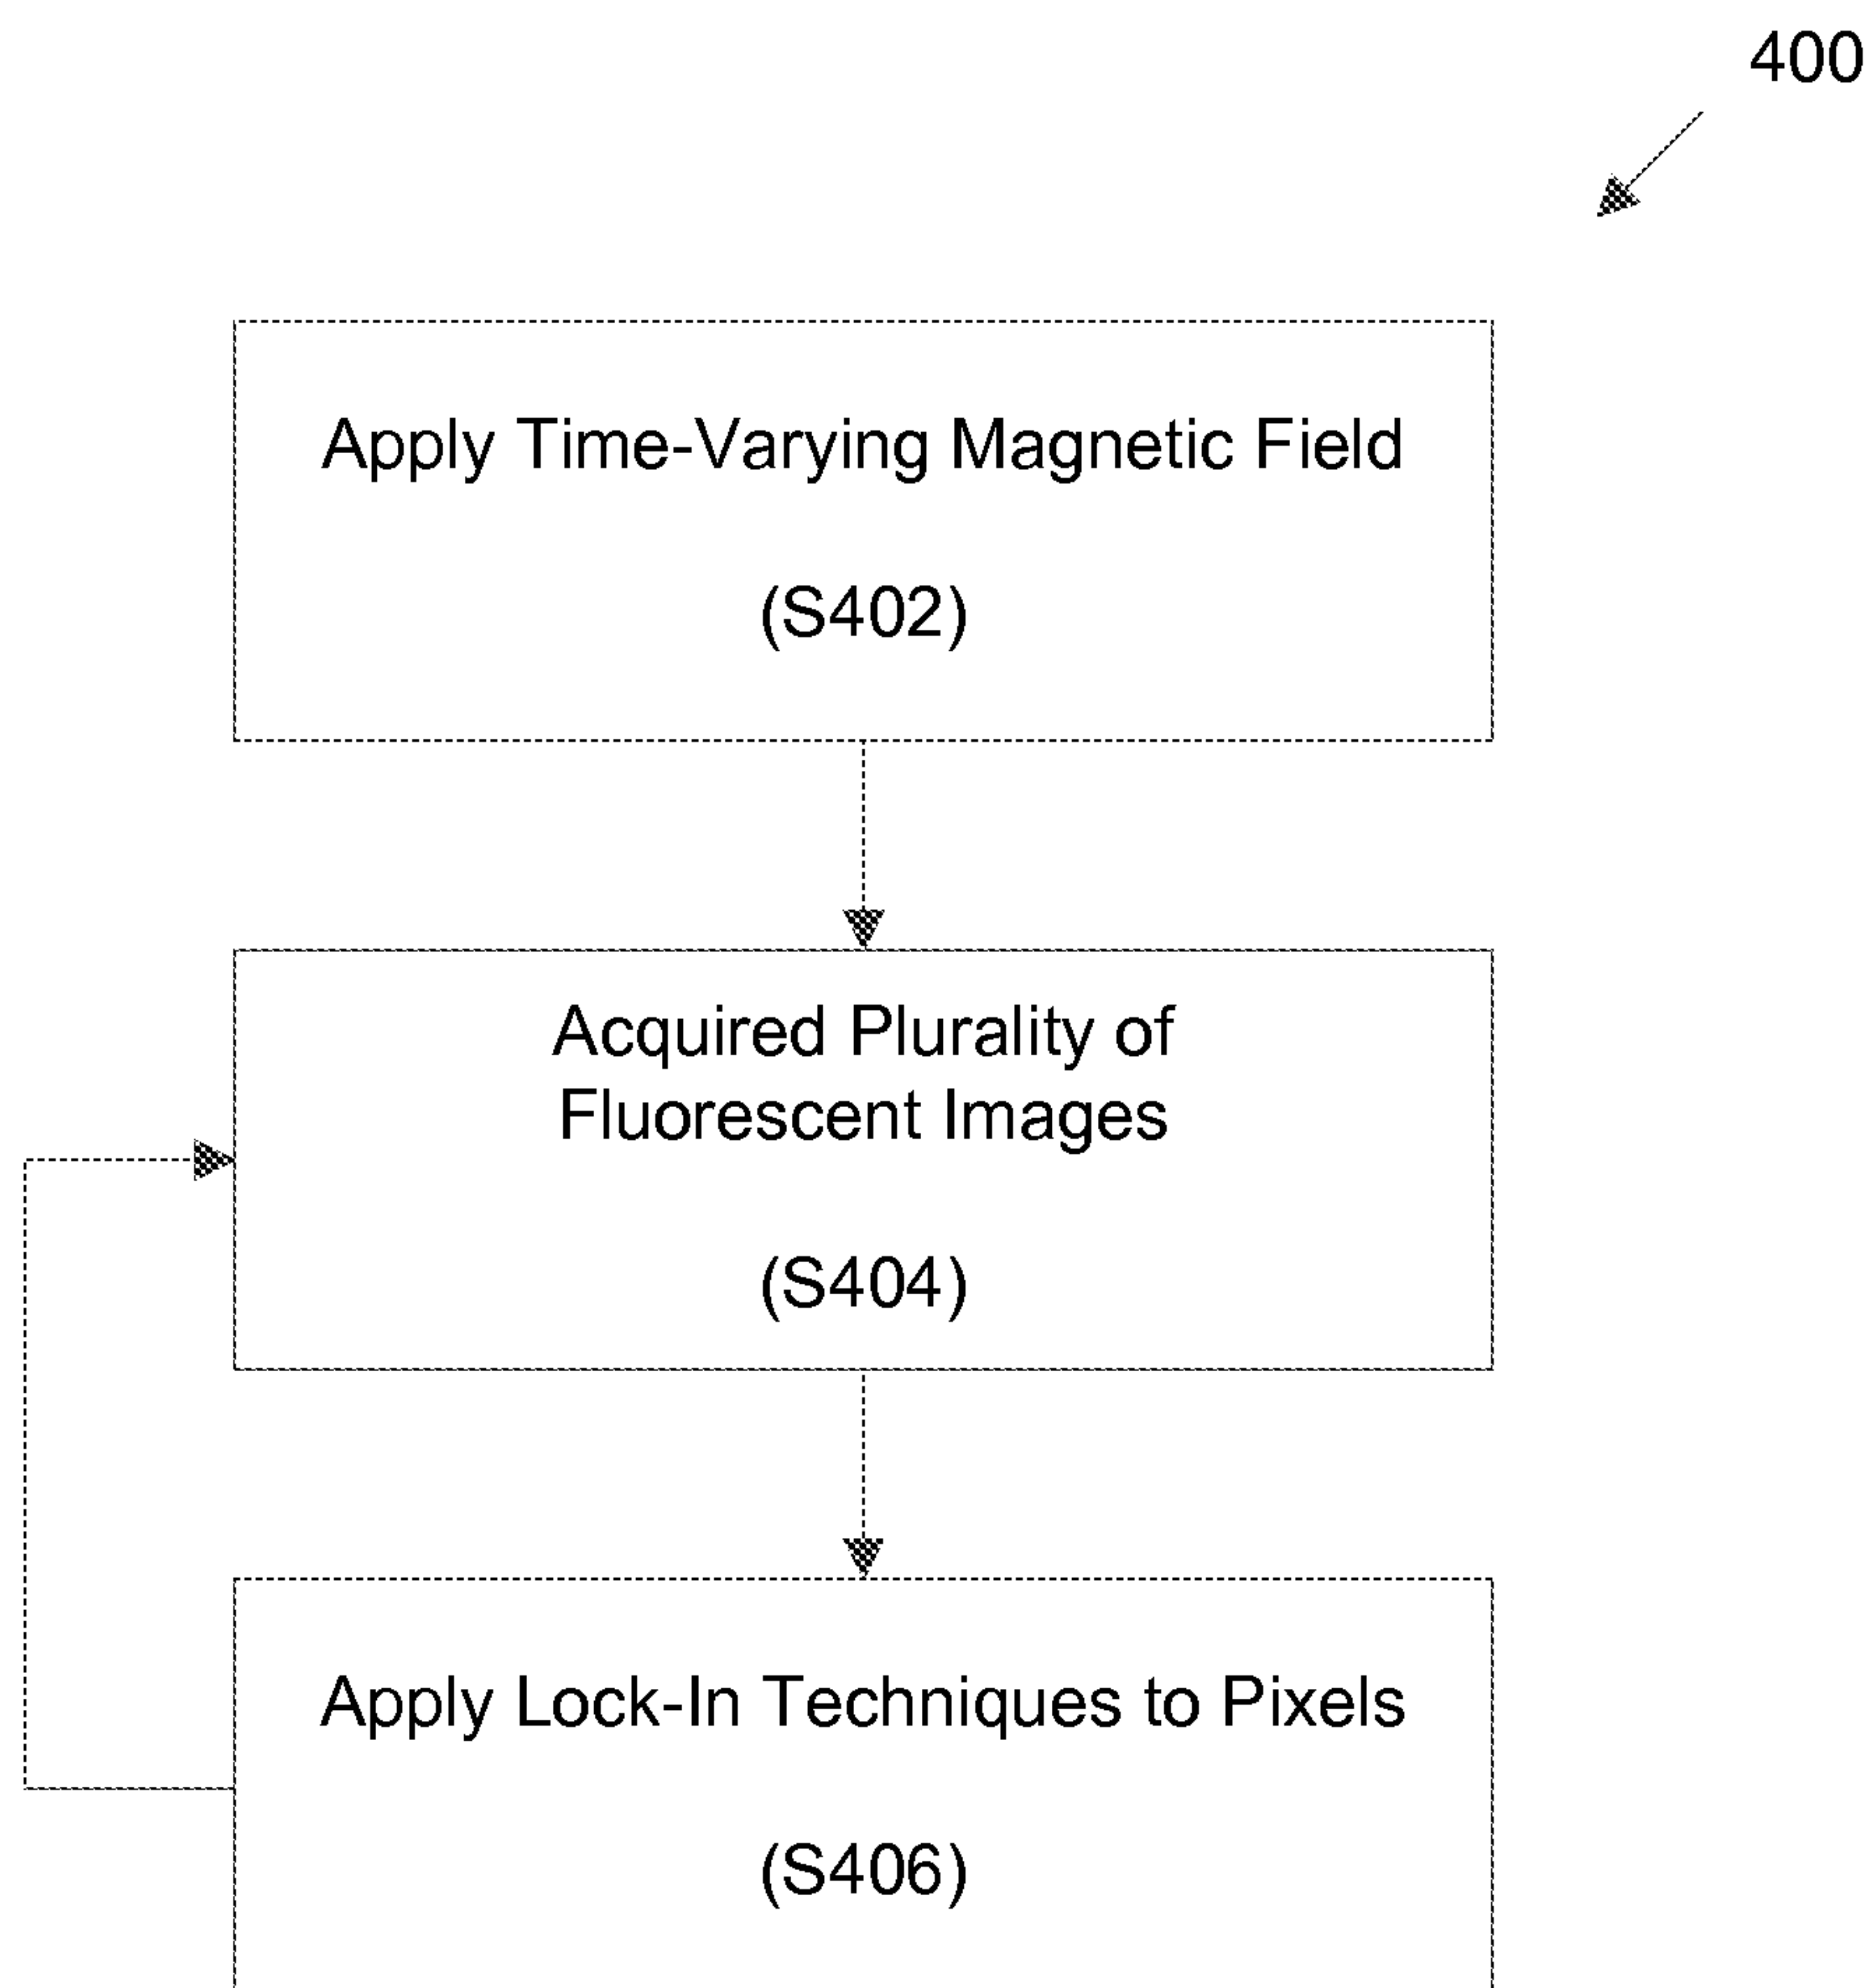 400
Apply Time-Varying Magnetic Field
(S402)
Acquired Plurality of
Fluorescent Images
(S404)
Apply Lock-In Techniques to Pixels
(S406)